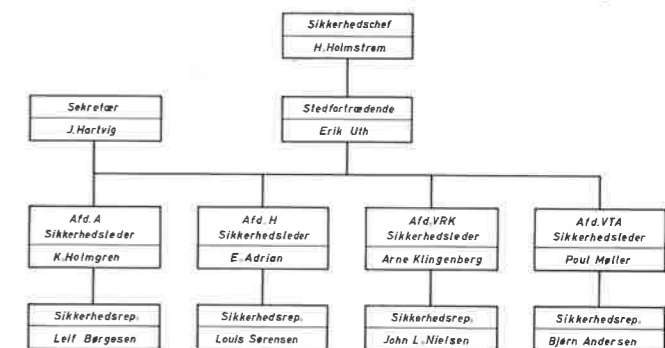 Sikkerhedschef
H.Holmstrøm
Sekretær
J.Hartvig
Stedfortrædende
Erik Uth
Afd.A
Sikkerhedsleder
K.Holmgren
Afd.H
Sikkerhedsleder
E.Adrian
Afd.VRK
Sikkerhedsleder
Arne Klingenberg
Afd.VTA
Sikkerhedsleder
Poul Møller
Sikkerhedsrep.
Leif Børgesen
Sikkerhedsrep.
Louis Sørensen
Sikkerhedsrep.
John L.Nielsen
Sikkerhedsrep.
Bjørn Andersen